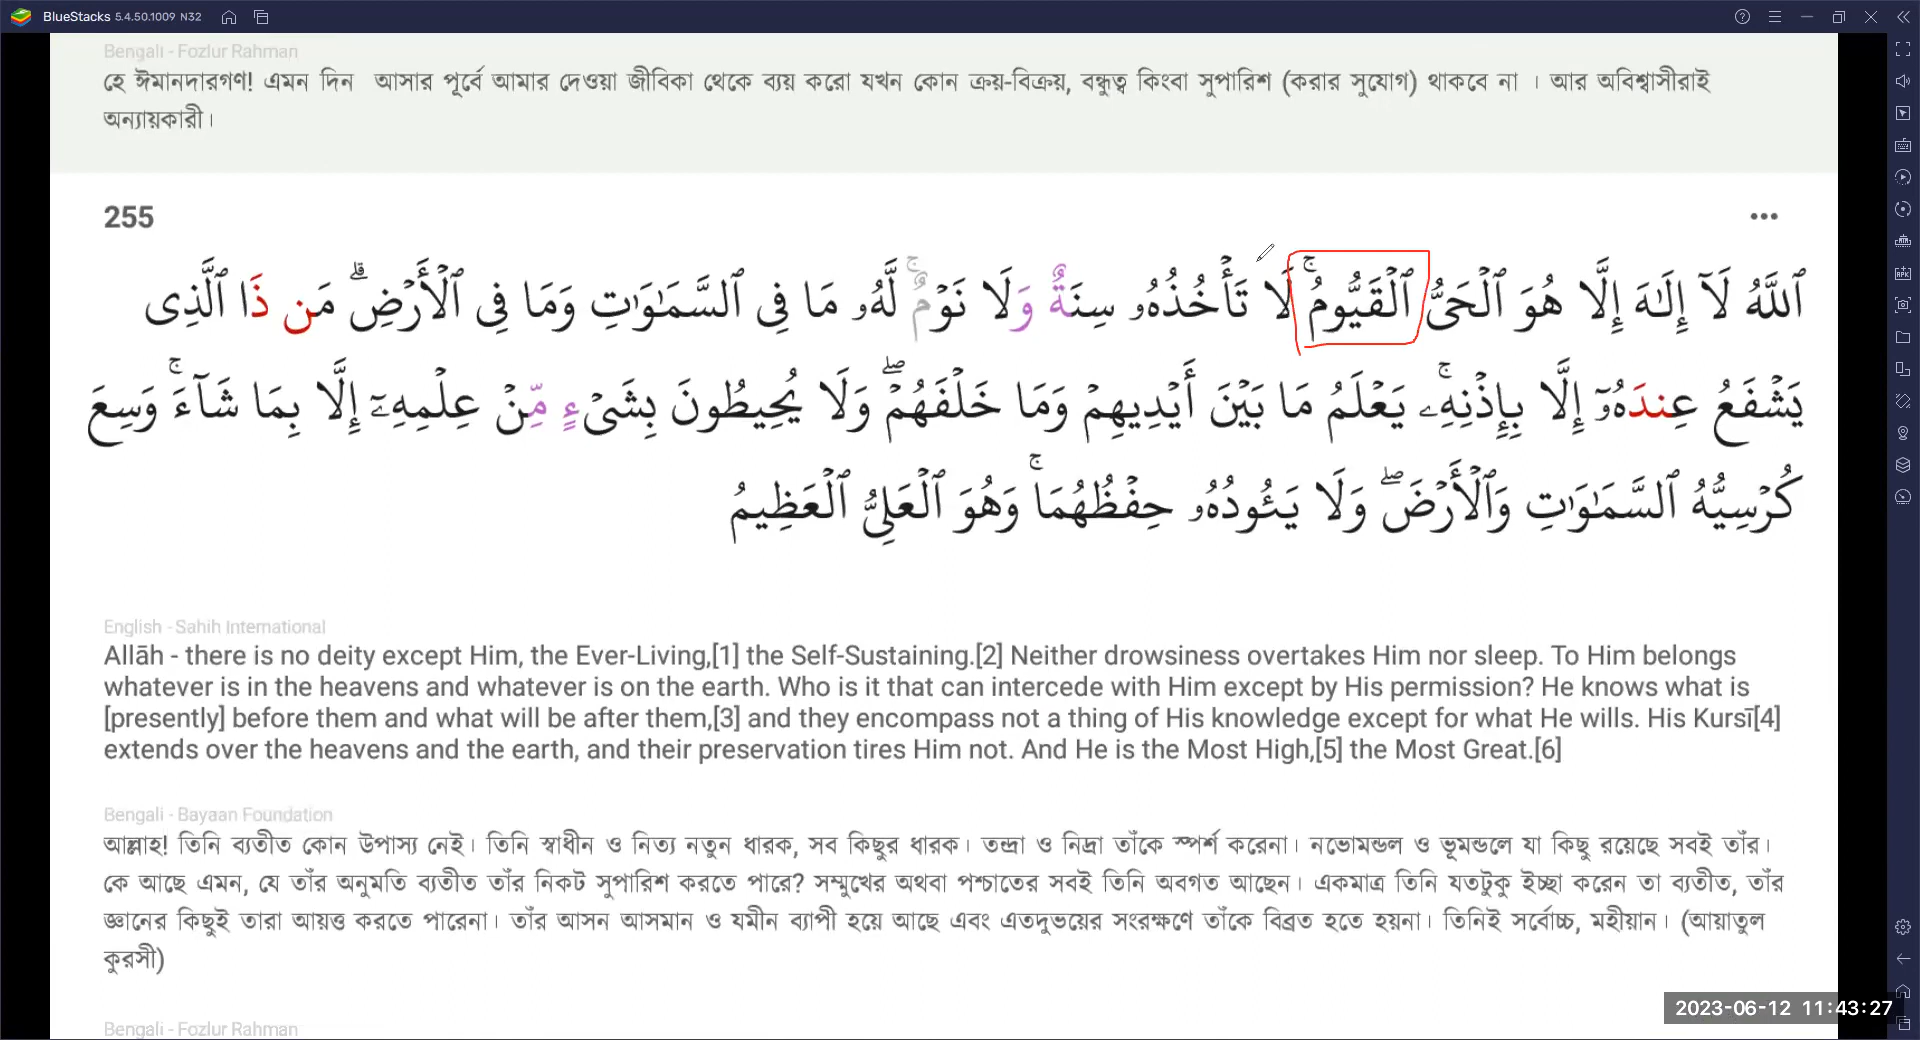 BlueStacks 5.4.50.1009 N32
Bengali - Fozlur Rahman
হে ঈমানদারগণ! এমন দিন আসার পূর্বে আমার দেওয়া জীবিকা থেকে ব্যয় করো যখন কোন ক্রয়-বিক্রয়, বন্ধুত্ব কিংবা সুপারিশ (করার সুযোগ) থাকবে না । আর অবিশ্বাসীরাই
অন্যায়কারী।
255
ٱللَّهُ لَآ إِلَـٰهَ إِلَّا هُوَ ٱلْحَىُّ ٱلْقَيُّومُ ۚ لَا تَأْخُذُهُۥ سِنَةٌ وَلَا نَوْمٌ ۚ لَّهُۥ مَا فِى ٱلسَّمَـٰوَٰتِ وَمَا فِى ٱلْأَرْضِ ۗ مَن ذَا ٱلَّذِى
يَشْفَعُ عِندَهُۥٓ إِلَّا بِإِذْنِهِۦ ۚ يَعْلَمُ مَا بَيْنَ أَيْدِيهِمْ وَمَا خَلْفَهُمْ ۖ وَلَا يُحِيطُونَ بِشَىْءٍ مِّنْ عِلْمِهِۦٓ إِلَّا بِمَا شَآءَ ۚ وَسِعَ
كُرْسِيُّهُ ٱلسَّمَـٰوَٰتِ وَٱلْأَرْضَ ۖ وَلَا يَـُٔودُهُۥ حِفْظُهُمَا ۚ وَهُوَ ٱلْعَلِىُّ ٱلْعَظِيمُ
English - Sahih International
Allāh - there is no deity except Him, the Ever-Living,[1] the Self-Sustaining.[2] Neither drowsiness overtakes Him nor sleep. To Him belongs
whatever is in the heavens and whatever is on the earth. Who is it that can intercede with Him except by His permission? He knows what is
[presently] before them and what will be after them,[3] and they encompass not a thing of His knowledge except for what He wills. His Kursī[4]
extends over the heavens and the earth, and their preservation tires Him not. And He is the Most High,[5] the Most Great.[6]
Bengali - Bayaan Foundation
আল্লাহ! তিনি ব্যতীত কোন উপাস্য নেই। তিনি স্বাধীন ও নিত্য নতুন ধারক, সব কিছুর ধারক। তন্দ্রা ও নিদ্রা তাঁকে স্পর্শ করেনা। নভোমন্ডল ও ভূমন্ডলে যা কিছু রয়েছে সবই তাঁর।
কে আছে এমন, যে তাঁর অনুমতি ব্যতীত তাঁর নিকট সুপারিশ করতে পারে? সম্মুখের অথবা পশ্চাতের সবই তিনি অবগত আছেন। একমাত্র তিনি যতটুকু ইচ্ছা করেন তা ব্যতীত, তাঁর
জ্ঞানের কিছুই তারা আয়ত্ত করতে পারেনা। তাঁর আসন আসমান ও যমীন ব্যাপী হয়ে আছে এবং এতদুভয়ের সংরক্ষণে তাঁকে বিব্রত হতে হয়না। তিনিই সর্বোচ্চ, মহীয়ান। (আয়াতুল
কুরসী)
Bengali - Fozlur Rahman
2023-06-12 11:43:27